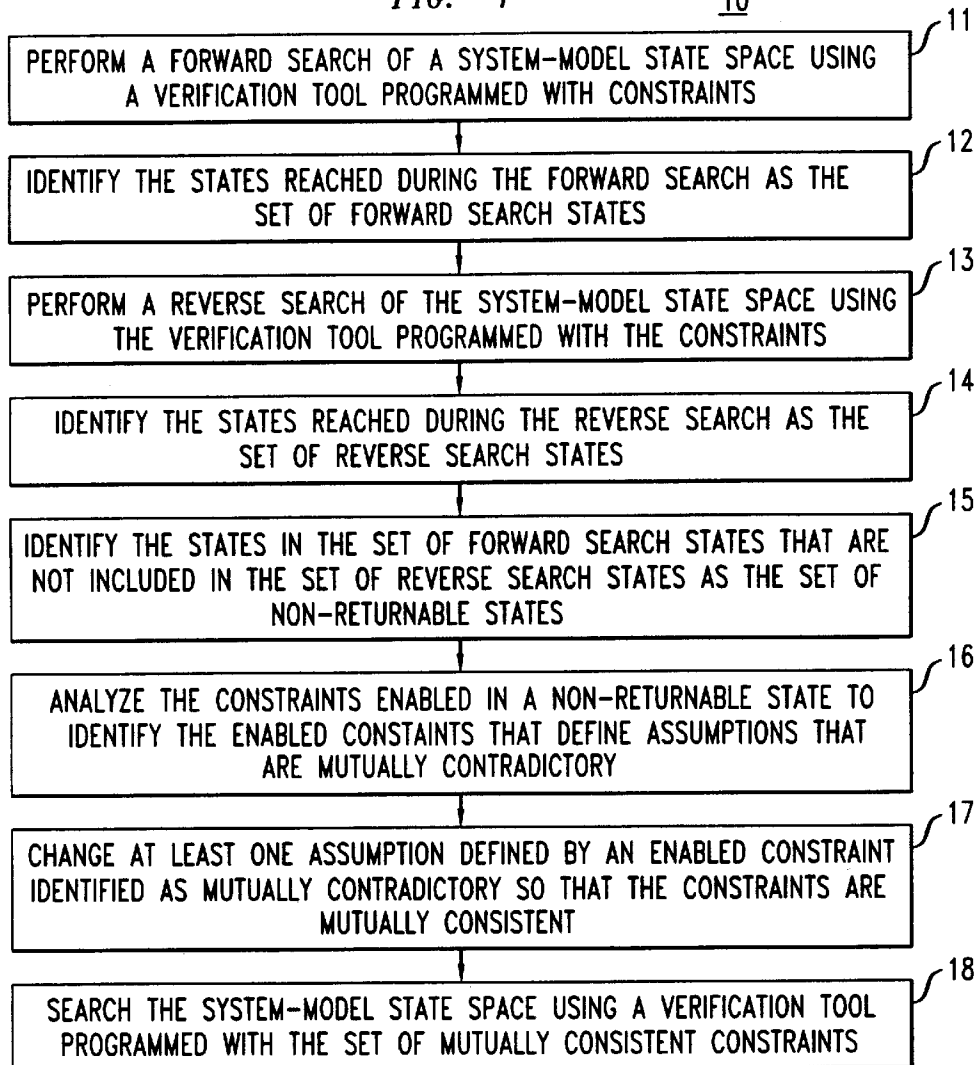 FIG. 1
10
11
PERFORM A FORWARD SEARCH OF A SYSTEM-MODEL STATE SPACE USING
A VERIFICATION TOOL PROGRAMMED WITH CONSTRAINTS
12
IDENTIFY THE STATES REACHED DURING THE FORWARD SEARCH AS THE
SET OF FORWARD SEARCH STATES
13
PERFORM A REVERSE SEARCH OF THE SYSTEM-MODEL STATE SPACE USING
THE VERIFICATION TOOL PROGRAMMED WITH THE CONSTRAINTS
14
IDENTIFY THE STATES REACHED DURING THE REVERSE SEARCH AS THE
SET OF REVERSE SEARCH STATES
15
IDENTIFY THE STATES IN THE SET OF FORWARD SEARCH STATES THAT ARE
NOT INCLUDED IN THE SET OF REVERSE SEARCH STATES AS THE SET OF
NON-RETURNABLE STATES
16
ANALYZE THE CONSTRAINTS ENABLED IN A NON-RETURNABLE STATE TO
IDENTIFY THE ENABLED CONSTAINTS THAT DEFINE ASSUMPTIONS THAT
ARE MUTUALLY CONTRADICTORY
17
CHANGE AT LEAST ONE ASSUMPTION DEFINED BY AN ENABLED CONSTRAINT
IDENTIFIED AS MUTUALLY CONTRADICTORY SO THAT THE CONSTRAINTS ARE
MUTUALLY CONSISTENT
18
SEARCH THE SYSTEM-MODEL STATE SPACE USING A VERIFICATION TOOL
PROGRAMMED WITH THE SET OF MUTUALLY CONSISTENT CONSTRAINTS